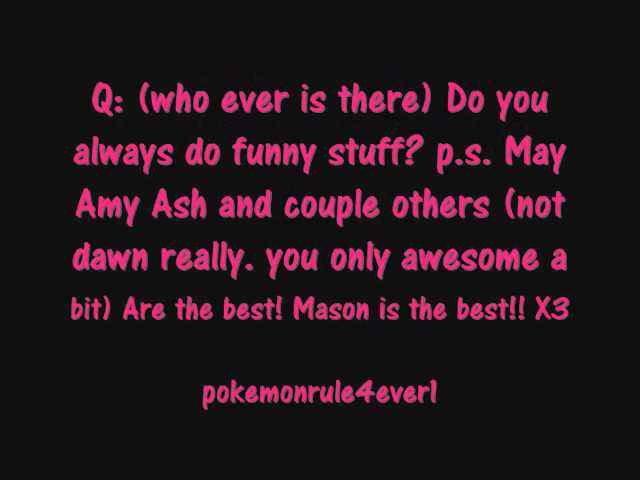 Q: (who ever is there) Do you
always do funny stuff? p.s. May
Amy Ash and couple others (not
dawn really. you only awesome a
bit) Are the best! Mason is the best!! X3
pokemonrule4ever1